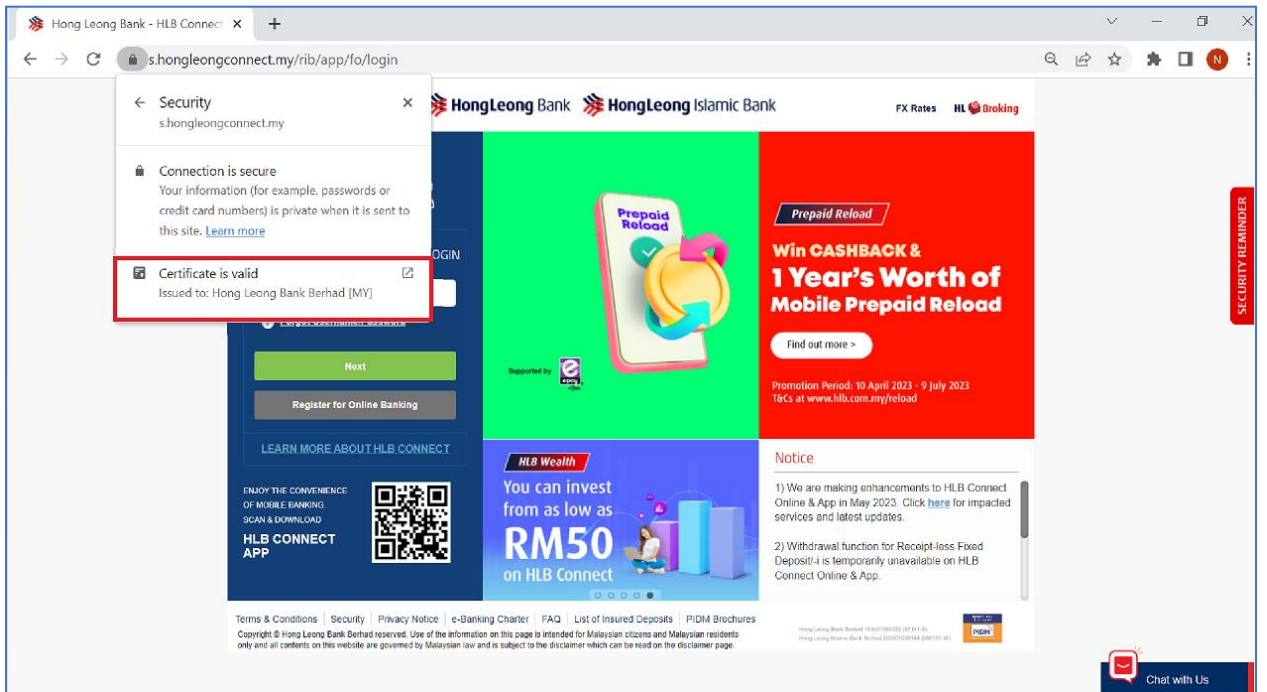 Hong Leong Bank - HLB Connect
s.hongleongconnect.my/rib/app/fo/login
N
Security
s.hongleongconnect.my
Connection is secure
Your information (for example, passwords or
credit card numbers) is private when it is sent to
this site. Learn more
Certificate is valid
Issued to: Hong Leong Bank Berhad [MY]
HongLeong Bank HongLeong Islamic Bank
FX Rates HL Broking
OGIN
Next
Register for Online Banking
LEARN MORE ABOUT HLB CONNECT
ENJOY THE CONVENIENCE
OF MOBILE BANKING.
SCAN & DOWNLOAD
HLB CONNECT
APP
Prepaid
Reload
Supported by
epay
Prepaid Reload
Win CASHBACK &
1 Year's Worth of
Mobile Prepaid Reload
Find out more >
Promotion Period: 10 April 2023 - 9 July 2023
T&Cs at www.hlb.com.my/reload
HLB Wealth
You can invest
from as low as
RM50
on HLB Connect
Notice
1) We are making enhancements to HLB Connect
Online & App in May 2023. Click here for impacted
services and latest updates.
2) Withdrawal function for Receipt-less Fixed
Deposit/-i is temporarily unavailable on HLB
Connect Online & App.
SECURITY REMINDER
Terms & Conditions Security Privacy Notice e-Banking Charter FAQ List of Insured Deposits PIDM Brochures
Copyright © Hong Leong Bank Berhad reserved. Use of the information on this page is intended for Malaysian citizens and Malaysian residents
only and all contents on this website are governed by Malaysian law and is subject to the disclaimer which can be read on the disclaimer page.
Hong Leong Bank Berhad
Hong Leong Islamic Bank Berhad
PIDM
Chat with Us